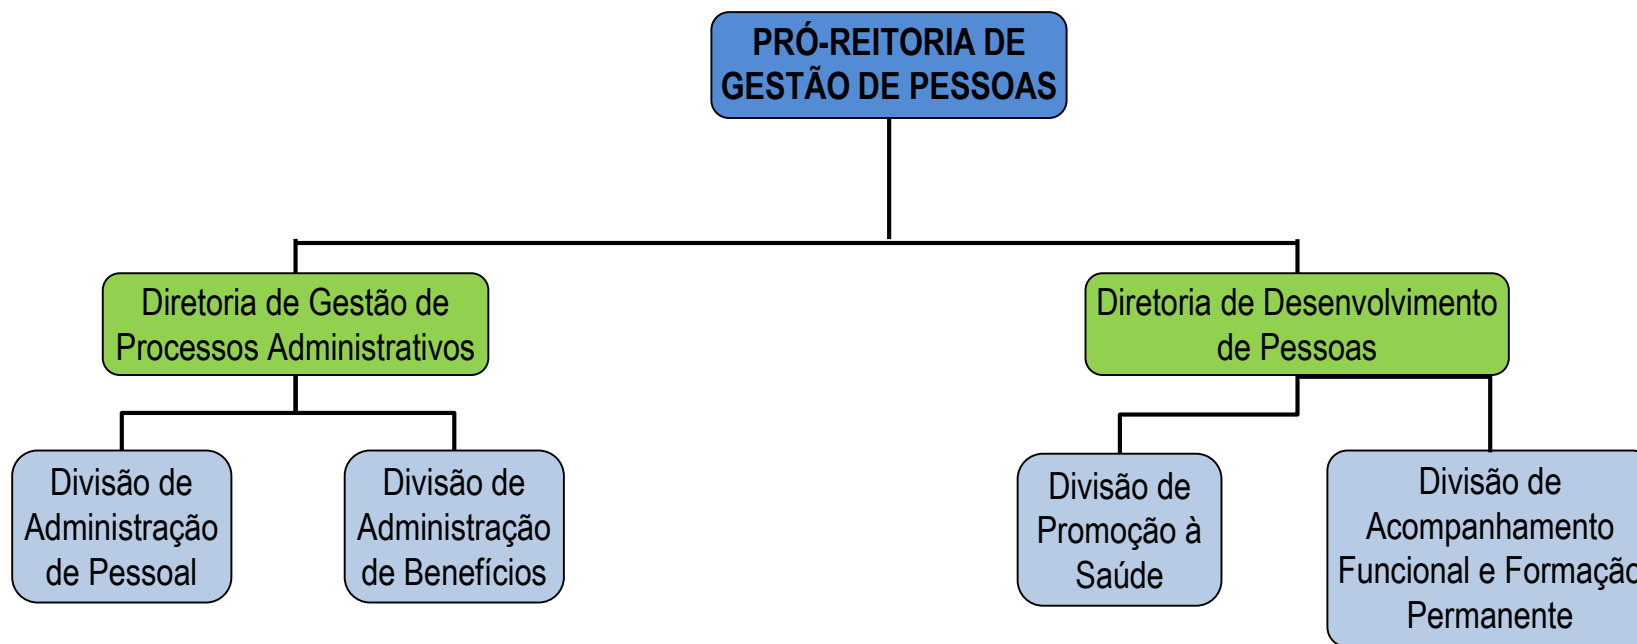 PRÓ-REITORIA DE
GESTÃO DE PESSOAS
Diretoria de Gestão de
Processos Administrativos
Diretoria de Desenvolvimento
de Pessoas
Divisão de
Administração
de Pessoal
Divisão de
Administração
de Benefícios
Divisão de
Promoção à
Saúde
Divisão de
Acompanhamento
Funcional e Formação
Permanente